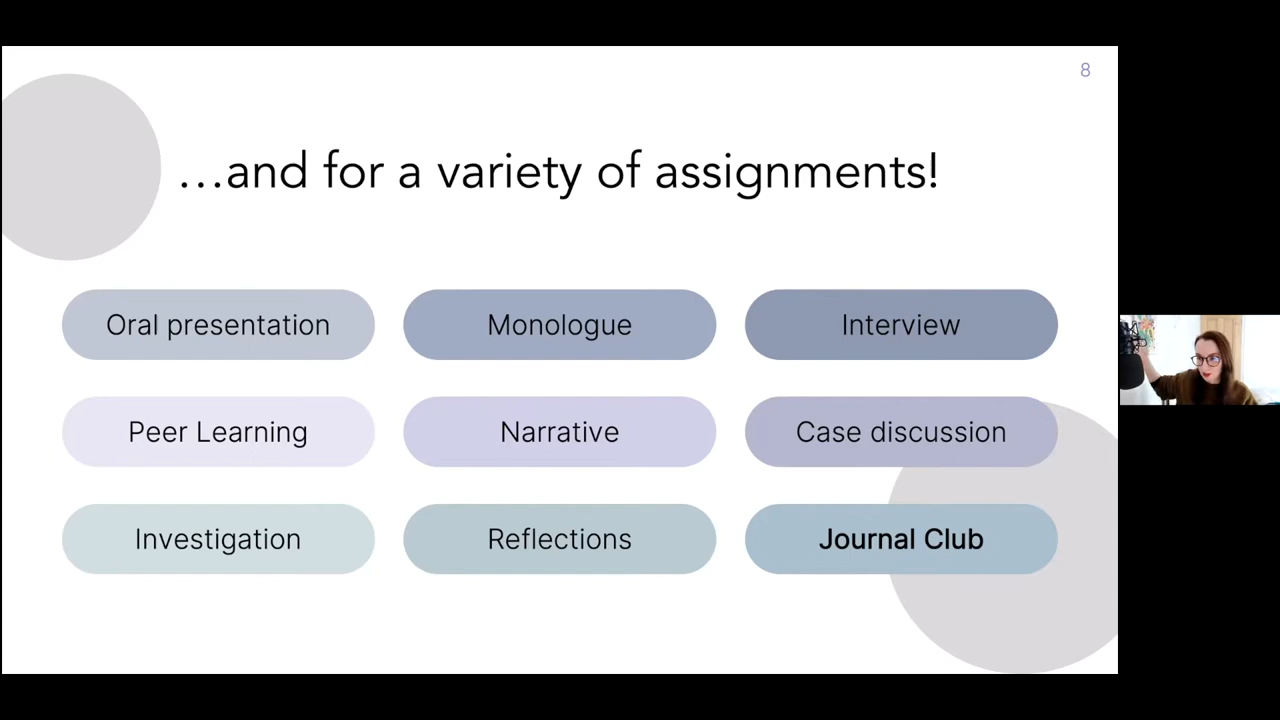 8
…and for a variety of assignments!
Oral presentation
Monologue
Interview
Peer Learning
Narrative
Case discussion
Investigation
Reflections
Journal Club